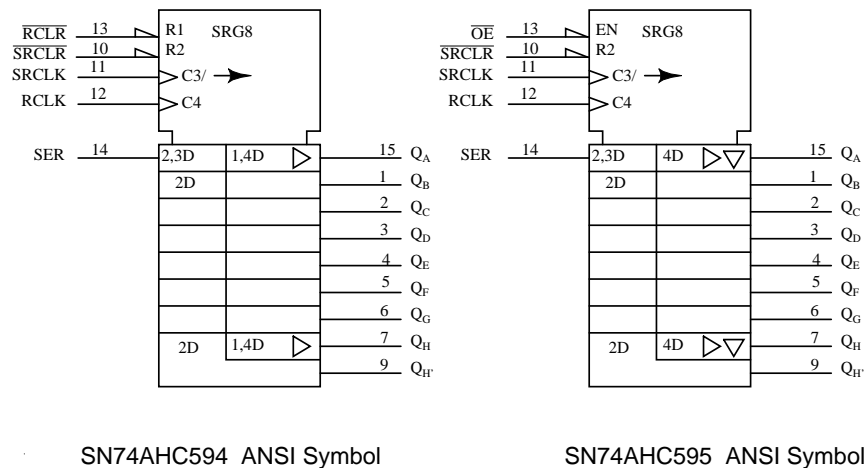 RCLR 13 R1 SRG8
SRCLR 10 R2
SRCLK 11 C3/
RCLK 12 C4
SER 14 2,3D 1,4D 15 QA
2D 1 QB
2 QC
3 QD
4 QE
5 QF
6 QG
2D 1,4D 7 QH
9 QH'
SN74AHC594 ANSI Symbol
OE 13 EN SRG8
SRCLR 10 R2
SRCLK 11 C3/
RCLK 12 C4
SER 14 2,3D 4D 15 QA
2D 1 QB
2 QC
3 QD
4 QE
5 QF
6 QG
2D 4D 7 QH
9 QH'
SN74AHC595 ANSI Symbol